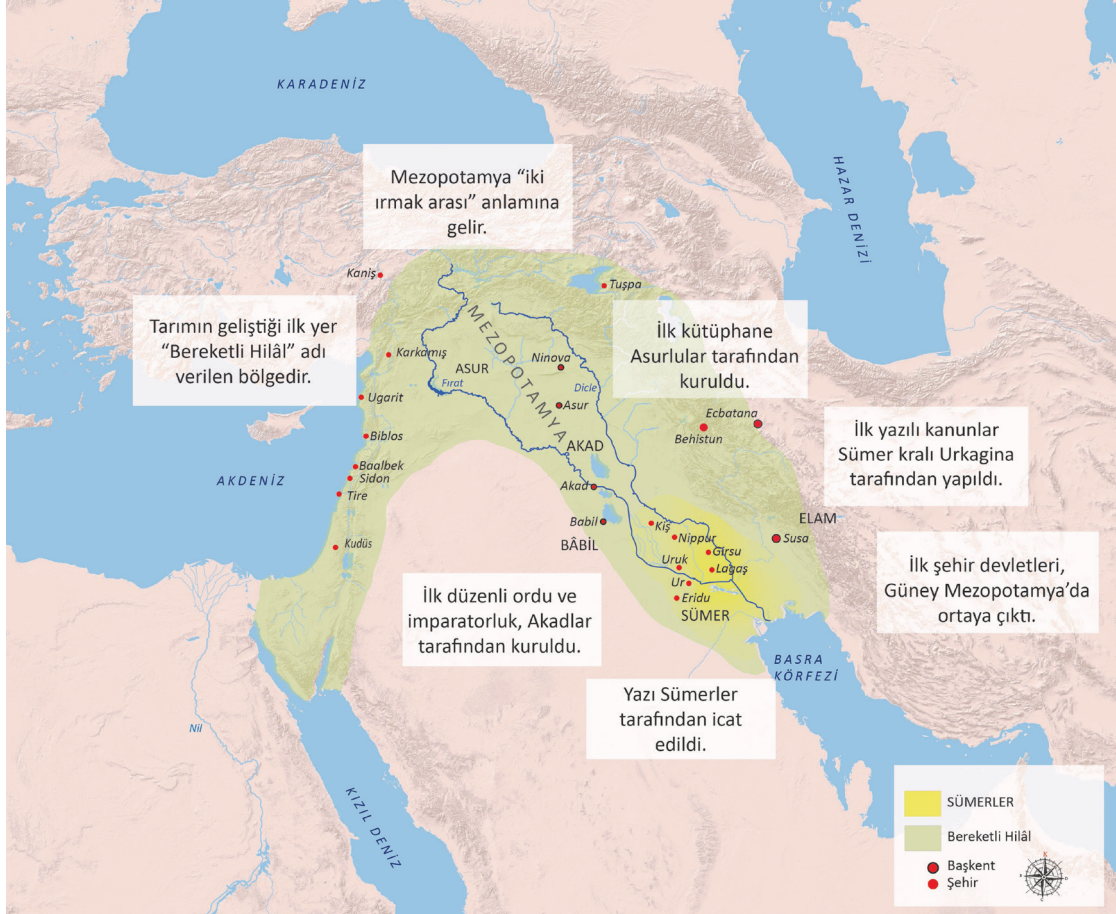 KARADENİZ
HAZAR DENİZİ
Mezopotamya “iki
ırmak arası” anlamına
gelir.
Kaniş
Tuşpa
Tarımın geliştiği ilk yer
“Bereketli Hilâl” adı
verilen bölgedir.
MEZOPOTAMYA
İlk kütüphane
Asurlular tarafından
kuruldu.
Karkamış
ASUR
Ninova
Fırat
Dicle
Ugarit
Asur
Ecbatana
Behistun
Biblos
AKAD
İlk yazılı kanunlar
Sümer kralı Urkagina
tarafından yapıldı.
Baalbek
Sidon
AKDENİZ
Tire
Akad
Babil
BÂBİL
Kiş
Nippur
ELAM
Susa
Kudüs
Girsu
Uruk
Lagaş
Ur
Eridu
SÜMER
İlk şehir devletleri,
Güney Mezopotamya’da
ortaya çıktı.
İlk düzenli ordu ve
imparatorluk, Akadlar
tarafından kuruldu.
BASRA
KÖRFEZİ
Yazı Sümerler
tarafından icat
edildi.
Nil
KIZIL DENİZ
SÜMERLER
Bereketli Hilâl
Başkent
Şehir